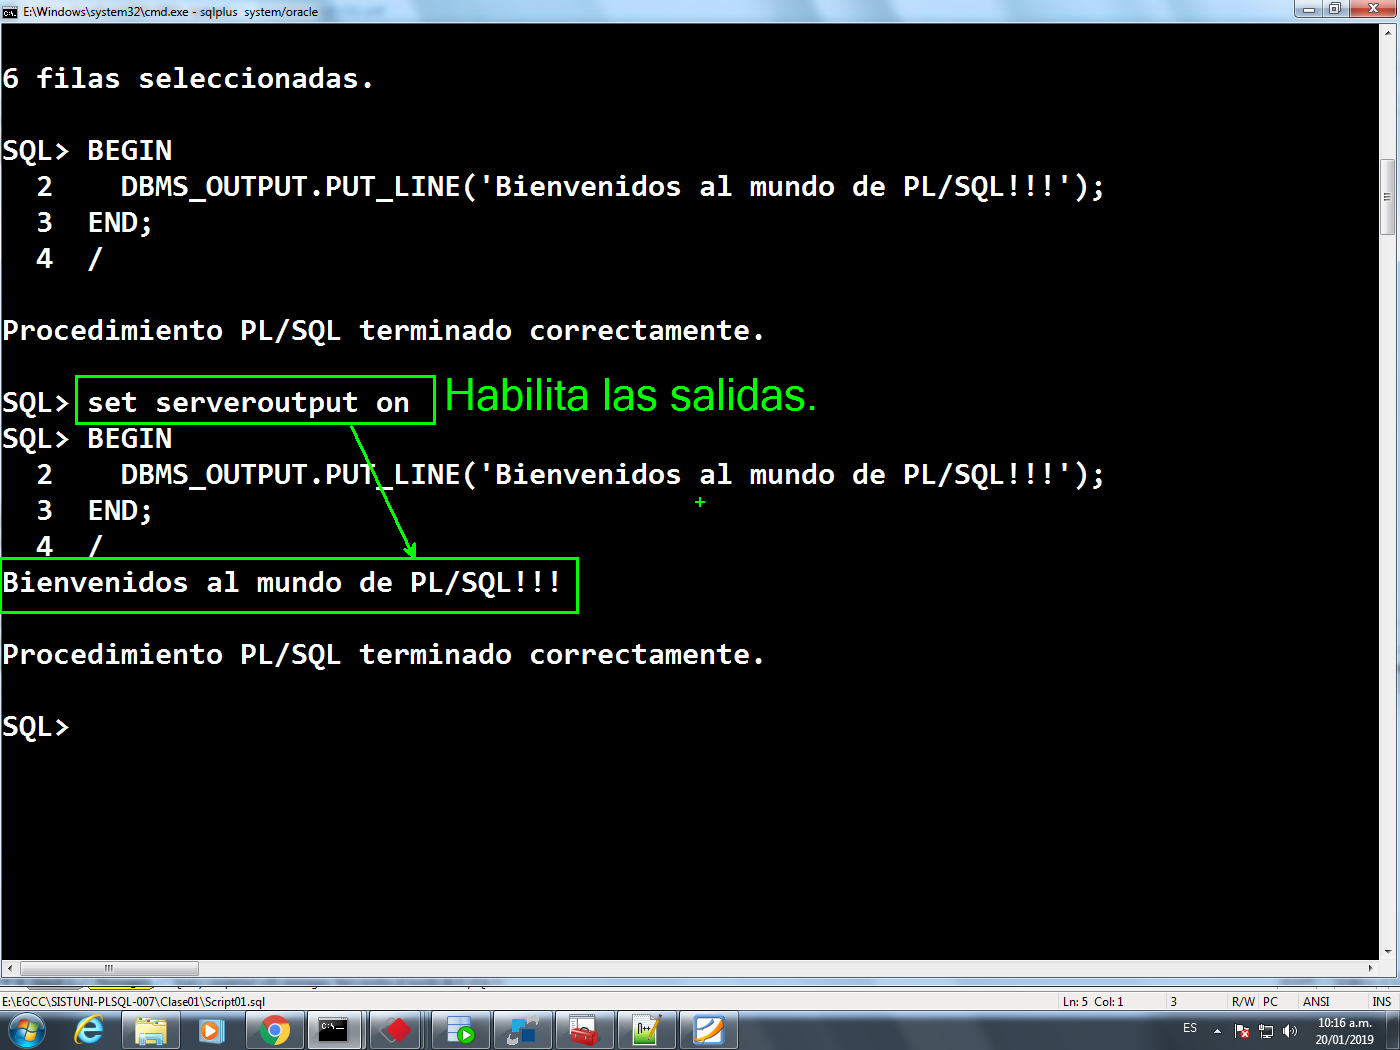 E:\Windows\system32\cmd.exe - sqlplus  system/oracle
6 filas seleccionadas.
SQL> BEGIN
  2    DBMS_OUTPUT.PUT_LINE('Bienvenidos al mundo de PL/SQL!!!');
  3  END;
  4  /
Procedimiento PL/SQL terminado correctamente.
SQL> set serveroutput on Habilita las salidas.
SQL> BEGIN
  2    DBMS_OUTPUT.PUT_LINE('Bienvenidos al mundo de PL/SQL!!!');
  3  END;
  4  /
Bienvenidos al mundo de PL/SQL!!!
Procedimiento PL/SQL terminado correctamente.
SQL>
E:\EGCC\SISTUNI-PLSQL-007\Clase01\Script01.sql Ln: 5 Col: 1 3 R/W PC ANSI INS
ES 10:16 a.m.
20/01/2019